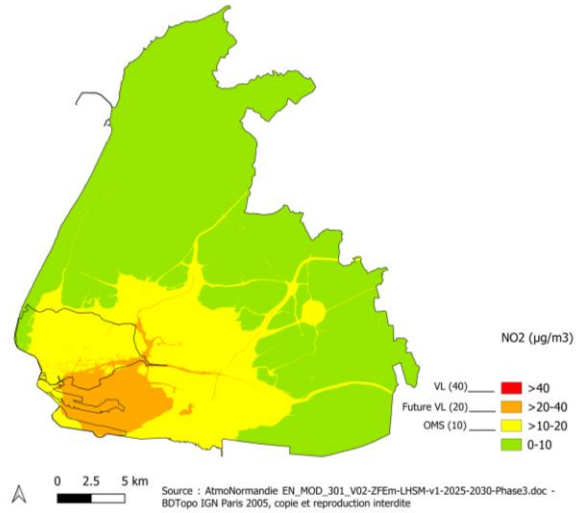 NO2 (µg/m3)
VL (40) >40
Future VL (20) >20-40
OMS (10) >10-20
0-10
0 2.5 5 km
Source : AtmoNormandie EN_MOD_301_V02-ZFEm-LHSM-v1-2025-2030-Phase3.doc -
BDTopo IGN Paris 2005, copie et reproduction interdite